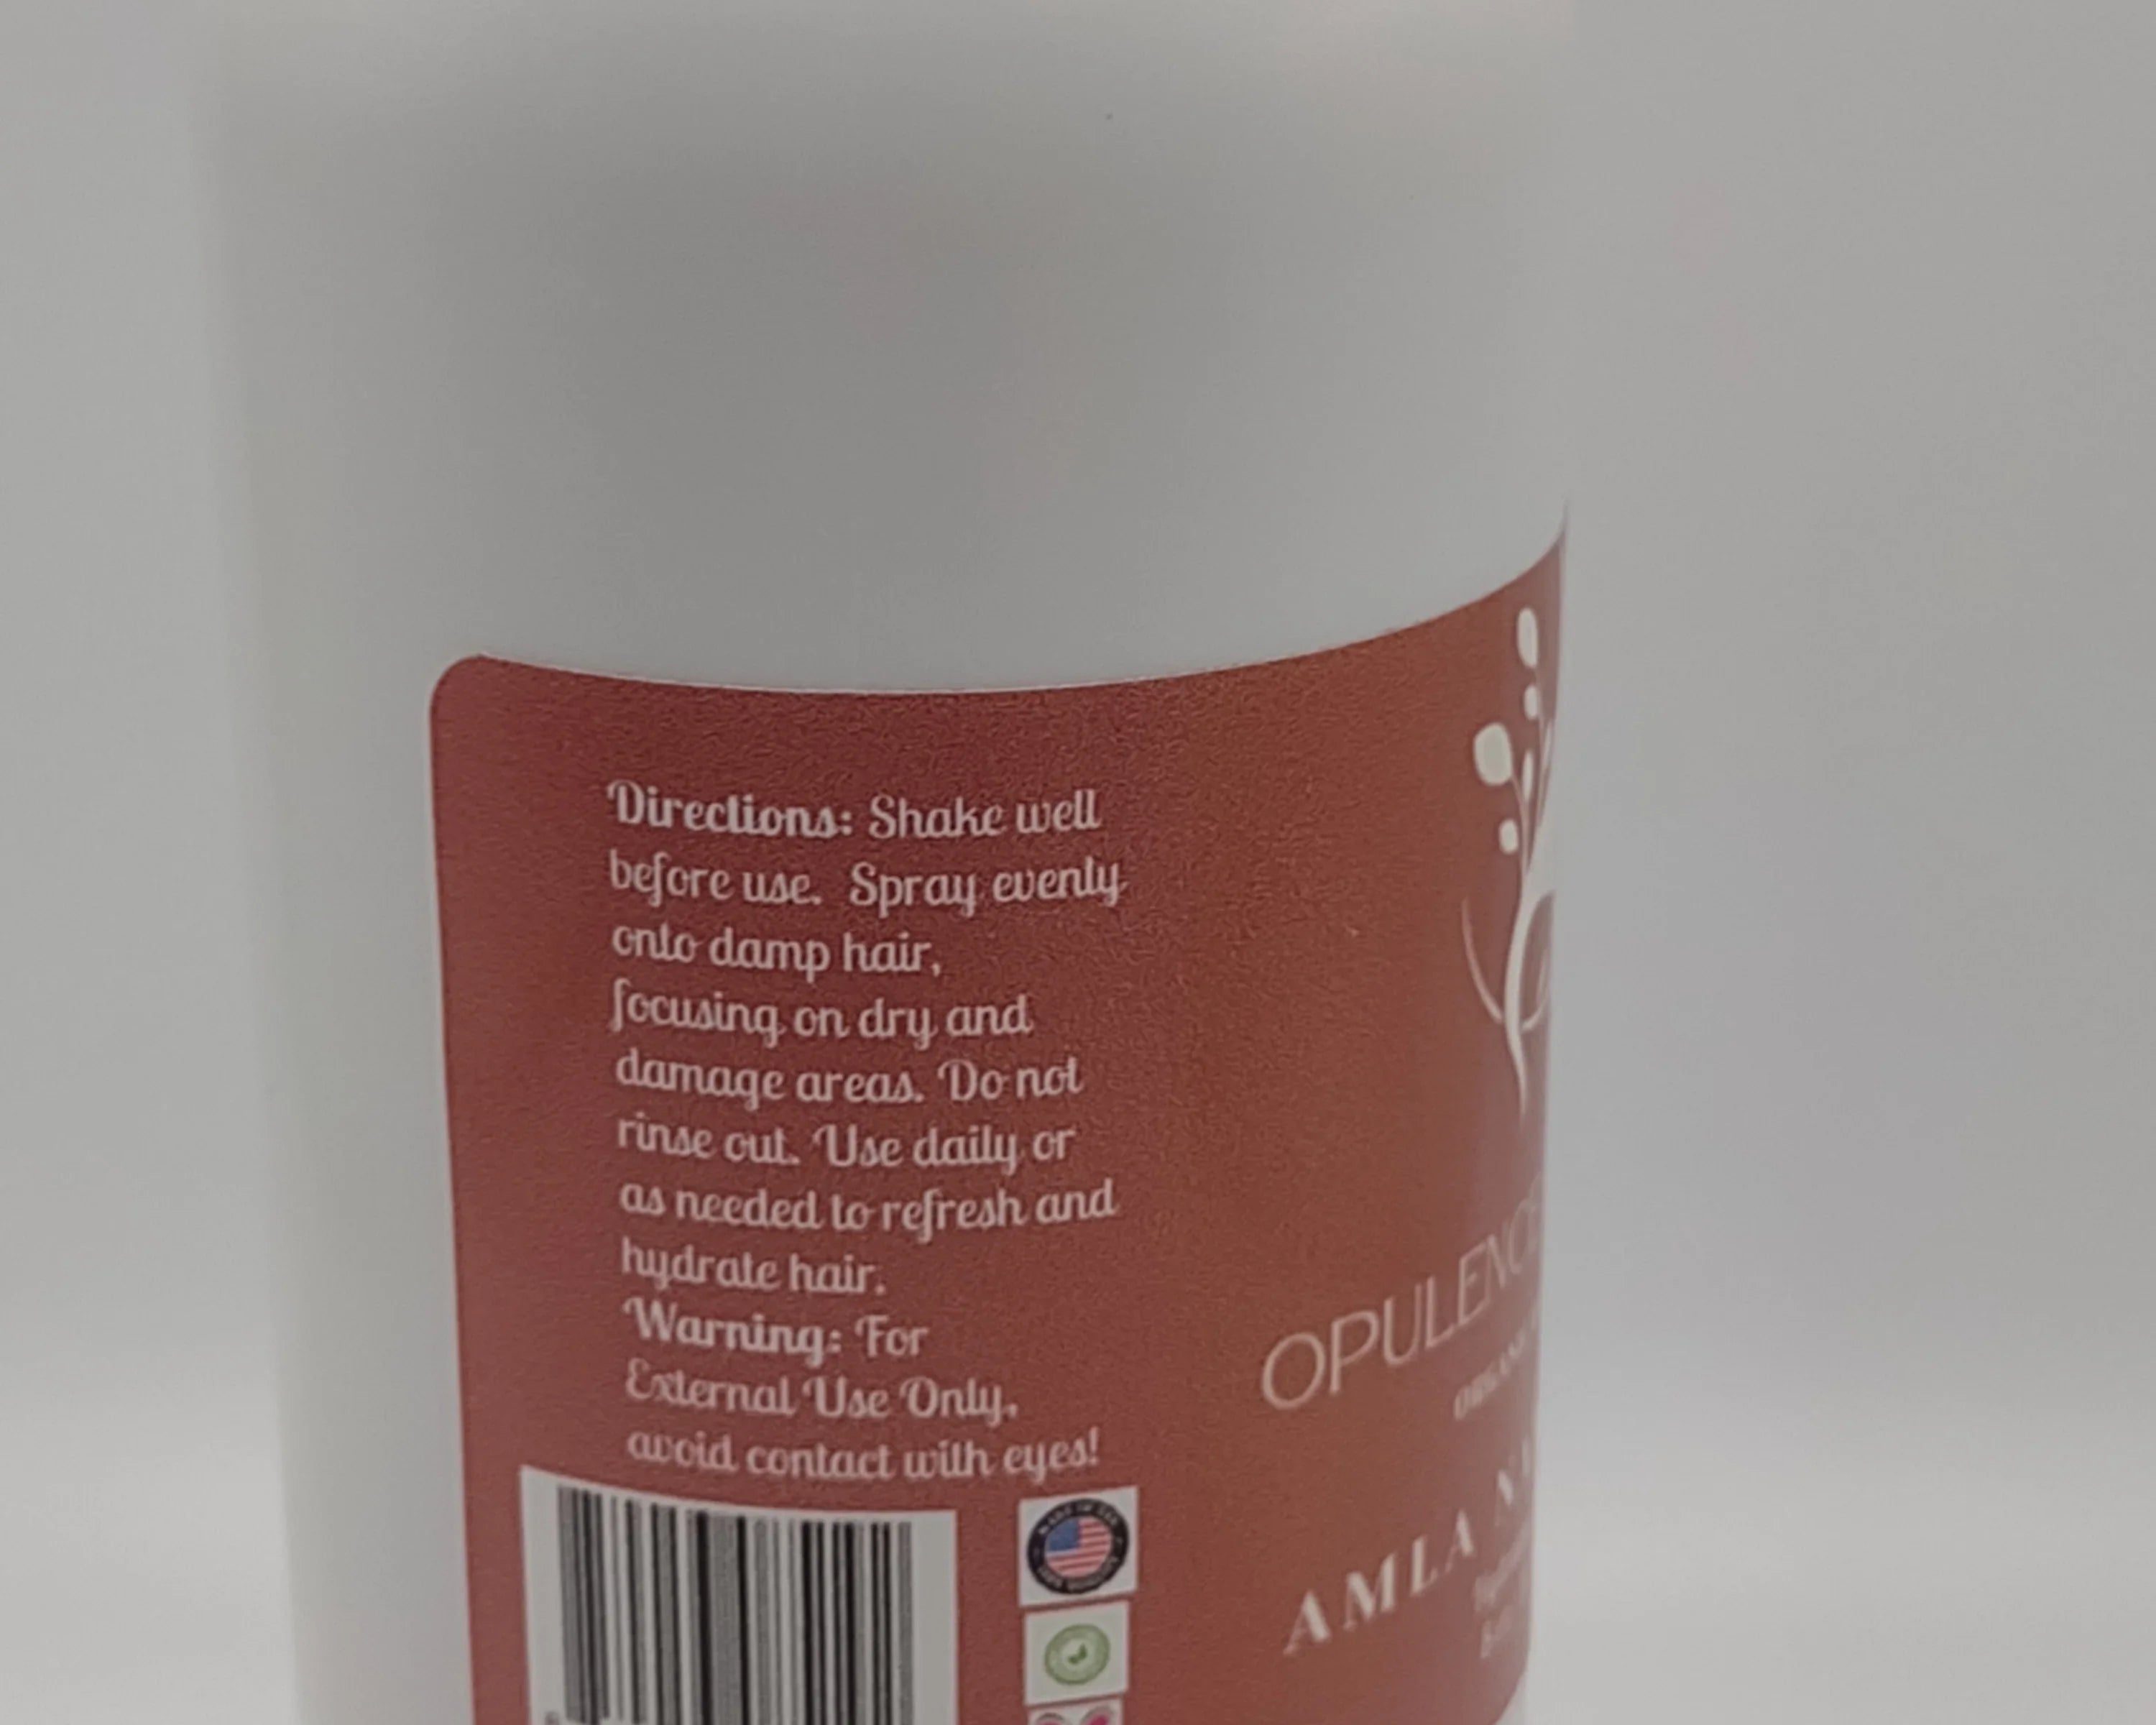 Directions: Shake well
before use. Spray evenly
onto damp hair,
focusing on dry and
damage areas. Do not
rinse out. Use daily or
as needed to refresh and
hydrate hair.
Warning: For
External Use Only,
avoid contact with eyes!
OPULENCE
AMLA